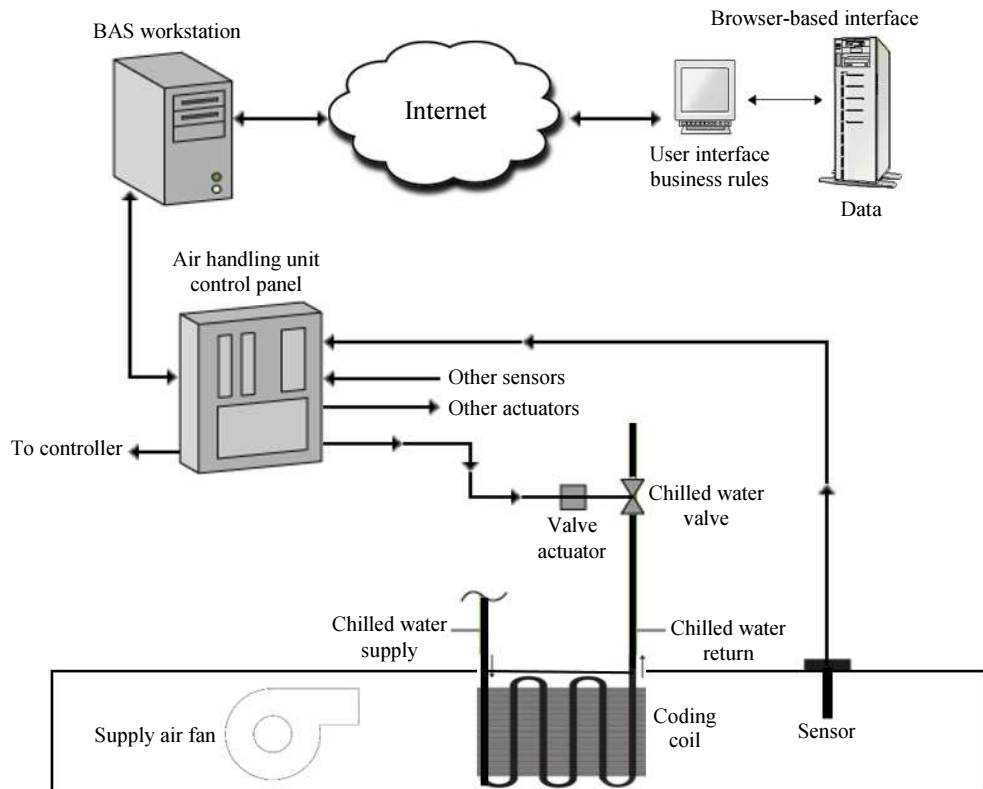 Browser-based interface
BAS workstation
Internet
User interface
business rules
Data
Air handling unit
control panel
Other sensors
Other actuators
To controller
Chilled water
valve
Valve
actuator
Chilled water
supply
Chilled water
return
Supply air fan
Coding
coil
Sensor